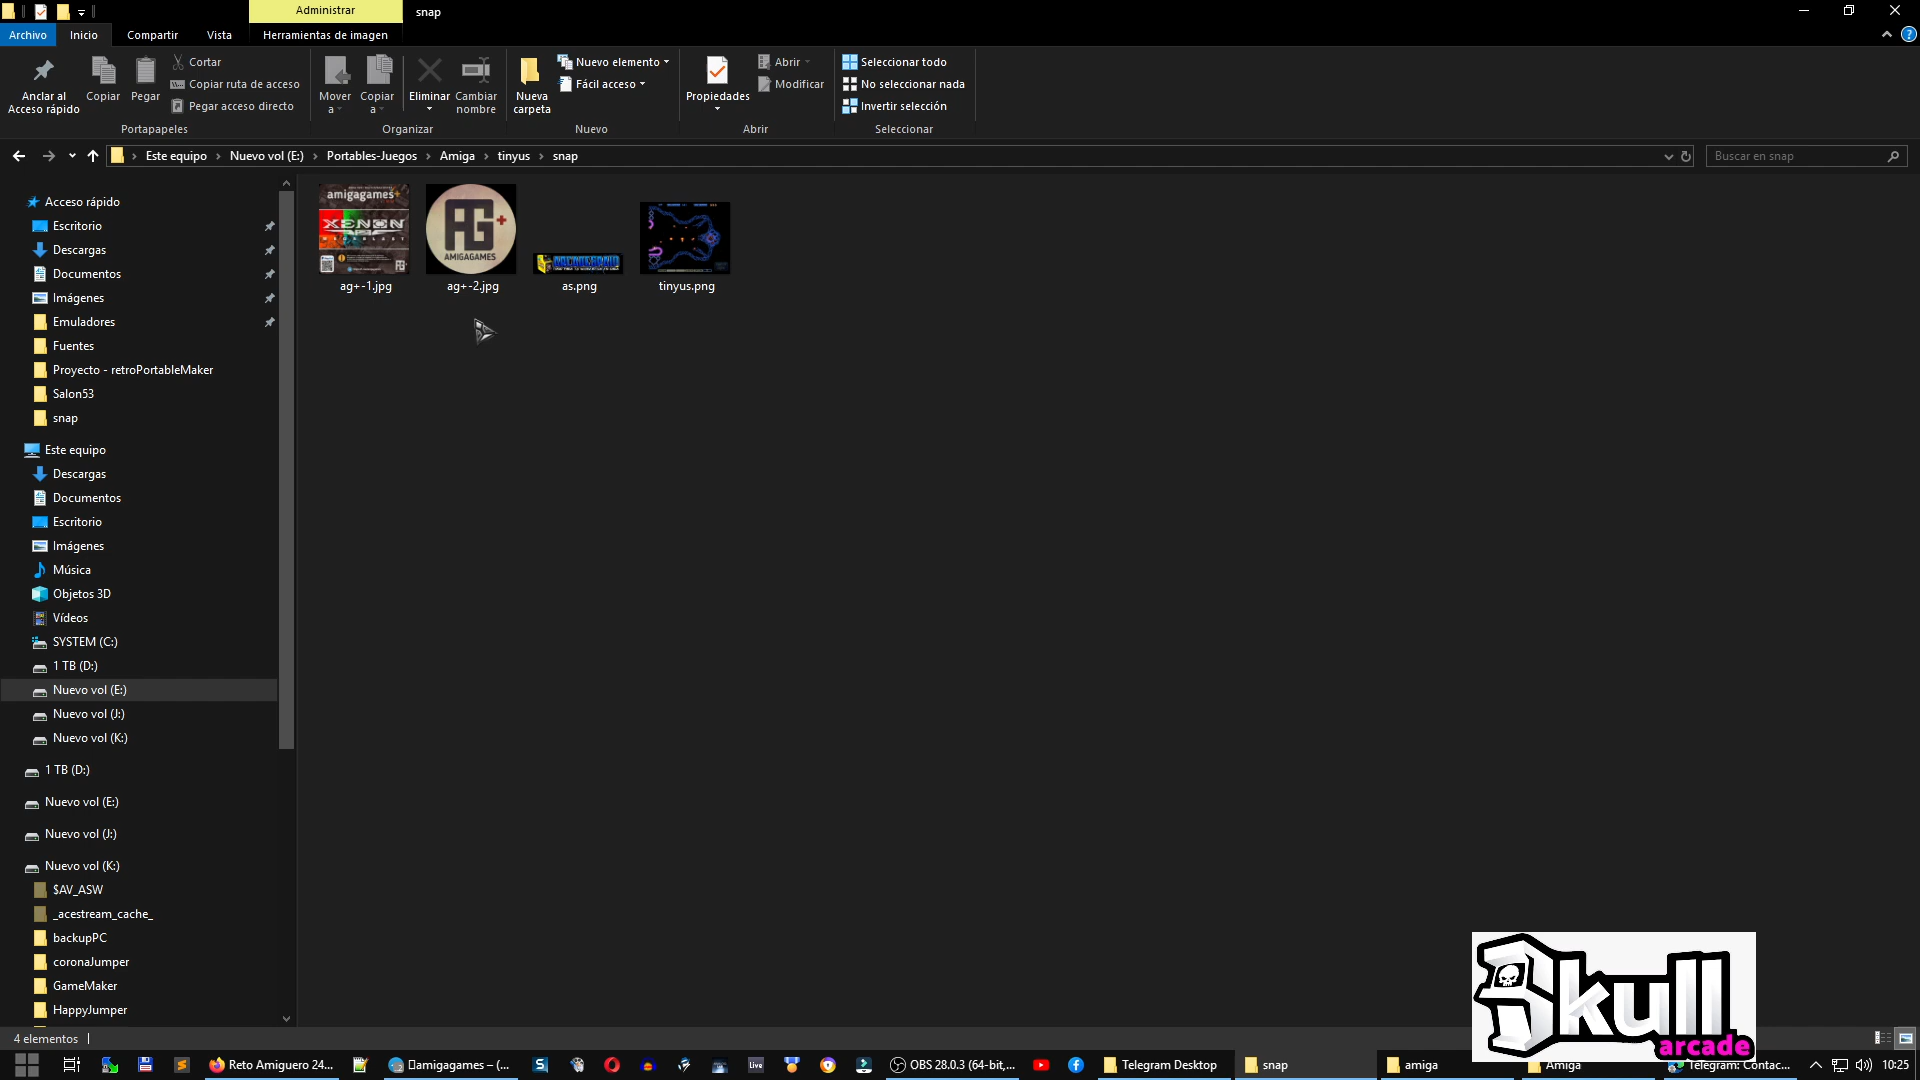 Administrar
snap
Archivo
Inicio
Compartir
Vista
Herramientas de imagen
Anclar al
Acceso rápido
Copiar
Pegar
Cortar
Copiar ruta de acceso
Pegar acceso directo
Portapapeles
Mover
a
Copiar
a
Eliminar
Cambiar
nombre
Organizar
Nueva
carpeta
Nuevo elemento
Fácil acceso
Nuevo
Propiedades
Abrir
Modificar
Abrir
Seleccionar todo
No seleccionar nada
Invertir selección
Seleccionar
Este equipo
Nuevo vol (E:)
Portables-Juegos
Amiga
tinyus
snap
Buscar en snap
Acceso rápido
Escritorio
Descargas
Documentos
Imágenes
Emuladores
Fuentes
Proyecto - retroPortableMaker
Salon53
snap
Este equipo
Descargas
Documentos
Escritorio
Imágenes
Música
Objetos 3D
Vídeos
SYSTEM (C:)
1 TB (D:)
Nuevo vol (E:)
Nuevo vol (J:)
Nuevo vol (K:)
1 TB (D:)
Nuevo vol (E:)
Nuevo vol (J:)
Nuevo vol (K:)
$AV_ASW
_acestream_cache_
backupPC
coronaJumper
GameMaker
HappyJumper
amigagames+
XENON
AG+
AMIGAGAMES
ag+-1.jpg
ag+-2.jpg
as.png
tinyus.png
Skull
arcade
4 elementos
Reto Amiguero 24...
amigagames – (...
Live
OBS 28.0.3 (64-bit,...
Telegram Desktop
snap
amiga
Amiga
Telegram: Contac...
10:25